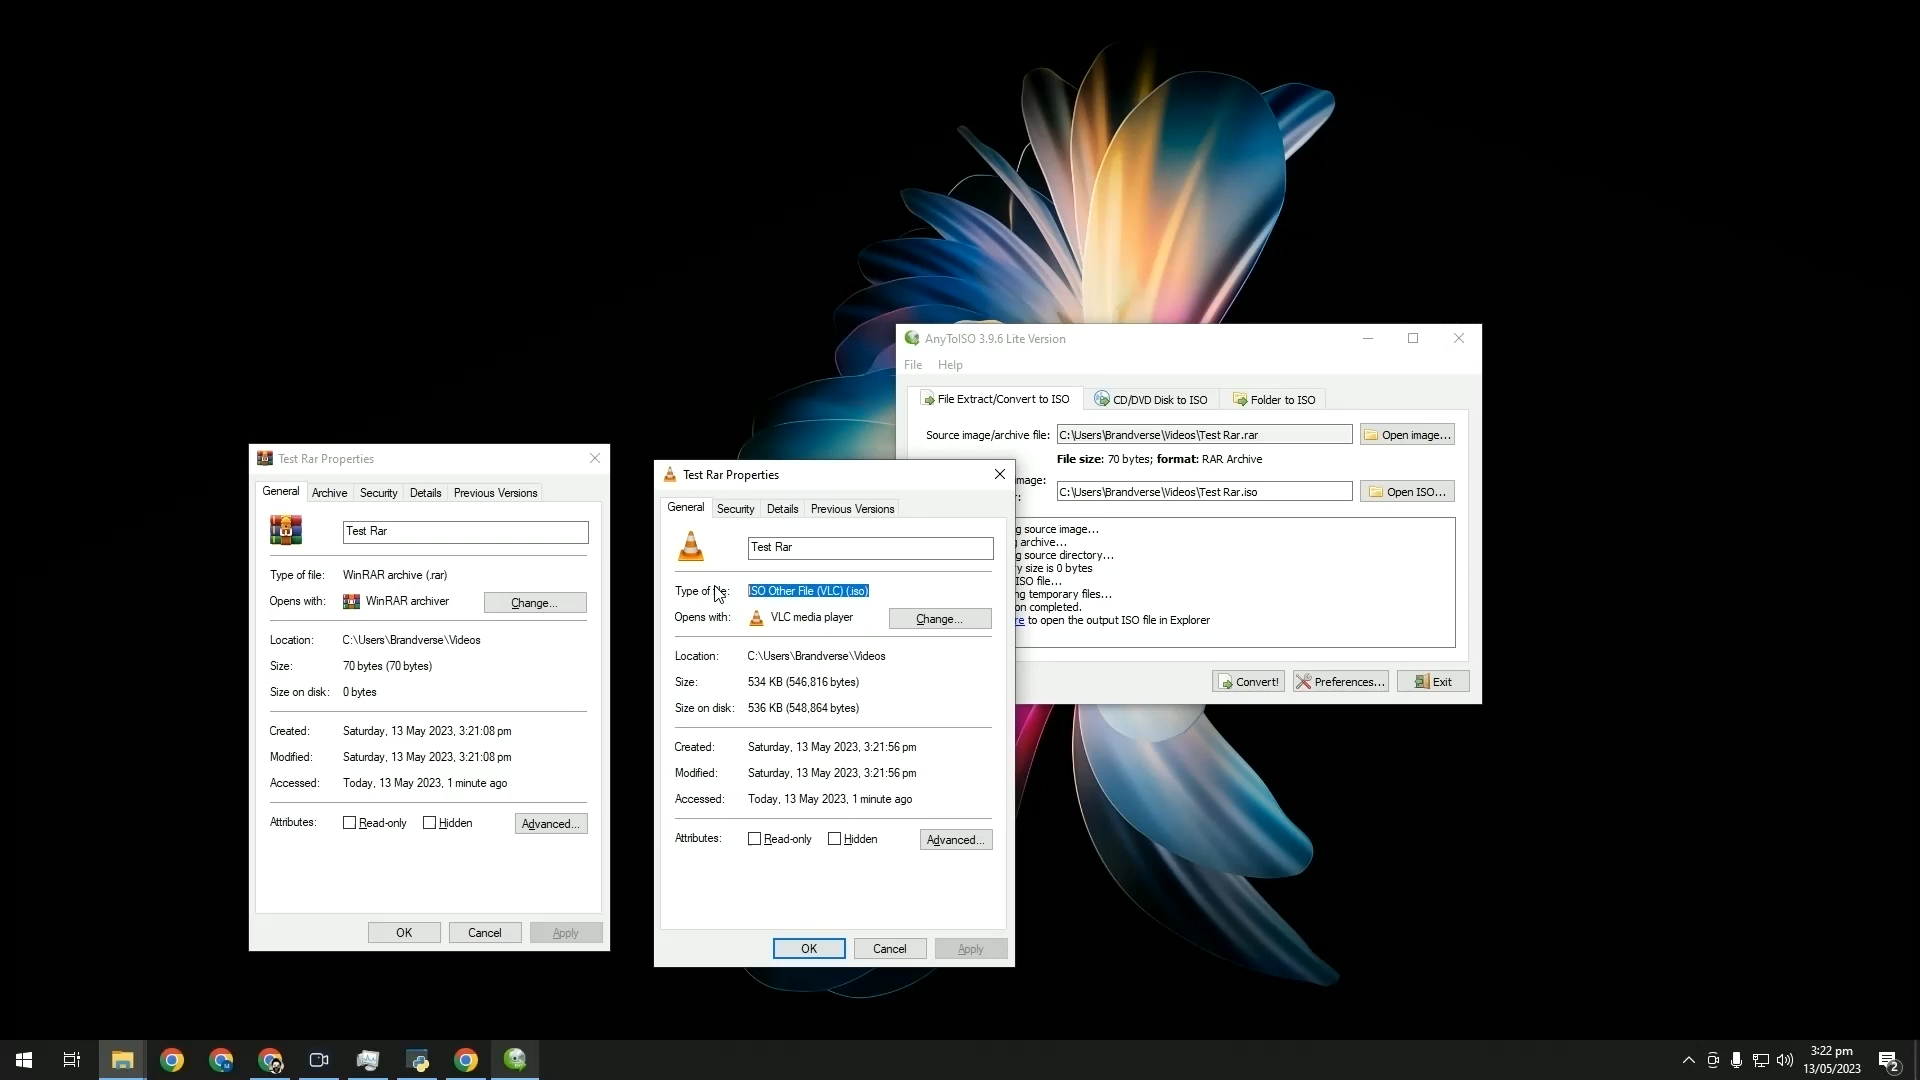 AnyToISO 3.9.6 Lite Version
File Help
File Extract/Convert to ISO CD/DVD Disk to ISO Folder to ISO
Source image/archive file: C:\Users\Brandverse\Videos\Test Rar.rar Open image...
File size: 70 bytes; format: RAR Archive
mage:
C:\Users\Brandverse\Videos\Test Rar.iso Open ISO...
g source image...
g archive...
g source directory...
y size is 0 bytes
ISO file...
ng temporary files...
on completed.
re to open the output ISO file in Explorer
Convert! Preferences... Exit
Test Rar Properties
General Archive Security Details Previous Versions
Test Rar
Type of file: WinRAR archive (.rar)
Opens with: WinRAR archiver Change...
Location: C:\Users\Brandverse\Videos
Size: 70 bytes (70 bytes)
Size on disk: 0 bytes
Created: Saturday, 13 May 2023, 3:21:08 pm
Modified: Saturday, 13 May 2023, 3:21:08 pm
Accessed: Today, 13 May 2023, 1 minute ago
Attributes: Read-only Hidden Advanced...
OK Cancel Apply
Test Rar Properties
General Security Details Previous Versions
Test Rar
Type of file: ISO Other File (VLC) (.iso)
Opens with: VLC media player Change...
Location: C:\Users\Brandverse\Videos
Size: 534 KB (546,816 bytes)
Size on disk: 536 KB (548,864 bytes)
Created: Saturday, 13 May 2023, 3:21:56 pm
Modified: Saturday, 13 May 2023, 3:21:56 pm
Accessed: Today, 13 May 2023, 1 minute ago
Attributes: Read-only Hidden Advanced...
OK Cancel Apply
3:22 pm
13/05/2023
2